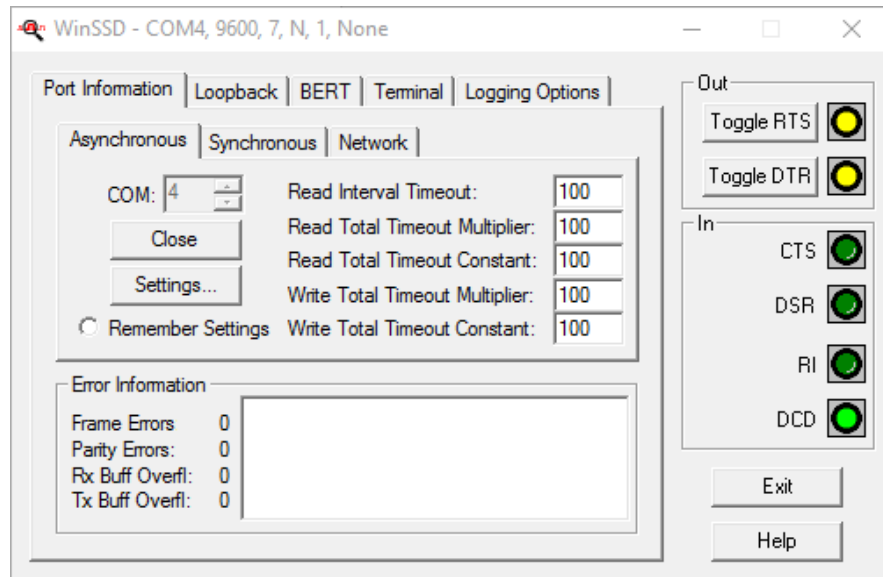 WinSSD - COM4, 9600, 7, N, 1, None
Port Information Loopback BERT Terminal Logging Options
Asynchronous Synchronous Network
COM: 4
Close
Settings...
Remember Settings
Read Interval Timeout: 100
Read Total Timeout Multiplier: 100
Read Total Timeout Constant: 100
Write Total Timeout Multiplier: 100
Write Total Timeout Constant: 100
Error Information
Frame Errors 0
Parity Errors: 0
Rx Buff Overfl: 0
Tx Buff Overfl: 0
Out
Toggle RTS
Toggle DTR
In
CTS
DSR
RI
DCD
Exit
Help